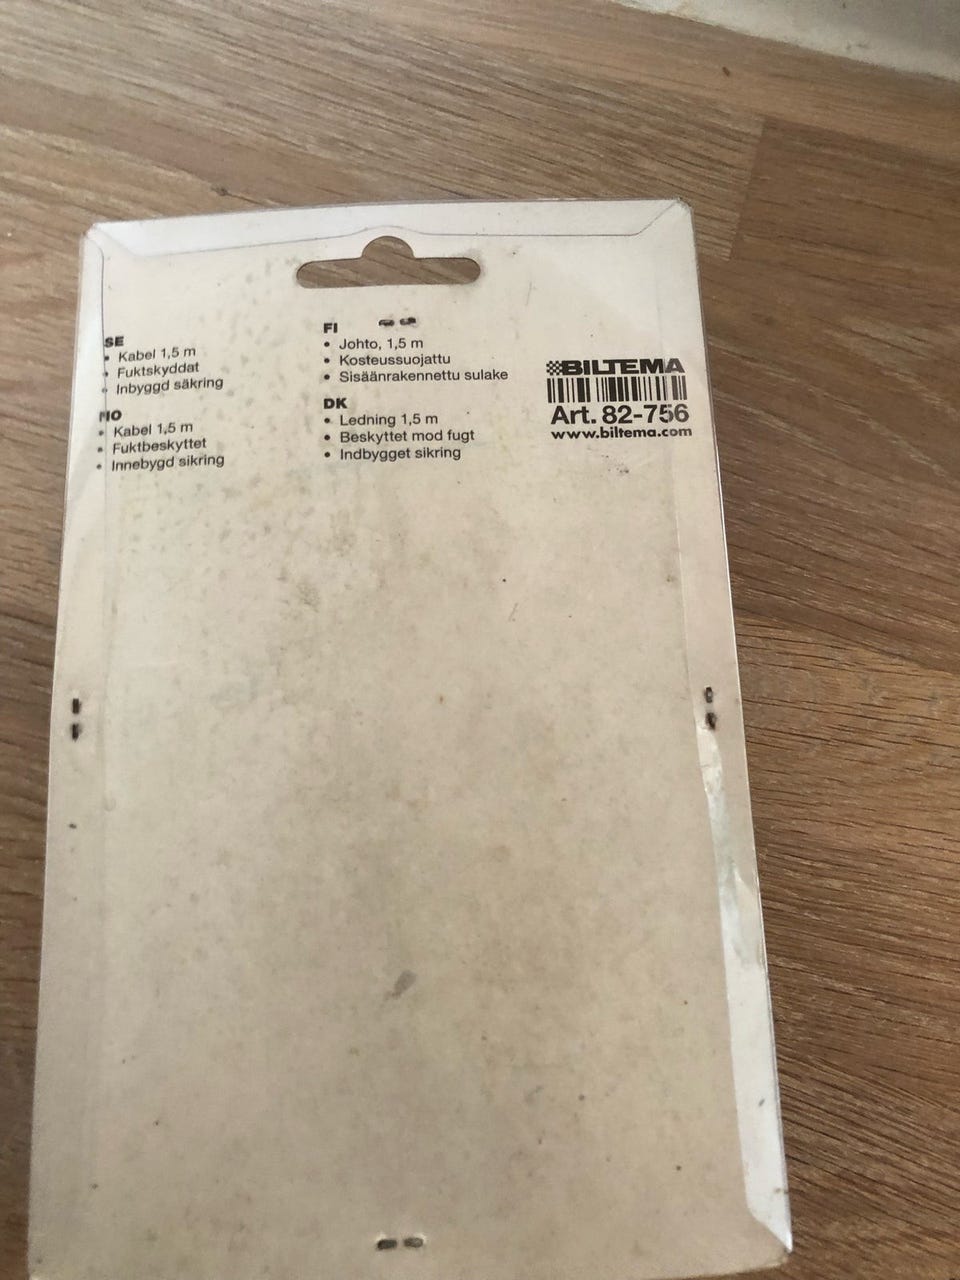 SE
• Kabel 1,5 m
• Fuktskyddat
• Inbyggd säkring
NO
• Kabel 1,5 m
• Fuktbeskyttet
• Innebygd sikring
FI
• Johto, 1,5 m
• Kosteussuojattu
• Sisäänrakennettu sulake
DK
• Ledning 1,5 m
• Beskyttet mod fugt
• Indbygget sikring
BILTEMA
Art. 82-756
www.biltema.com